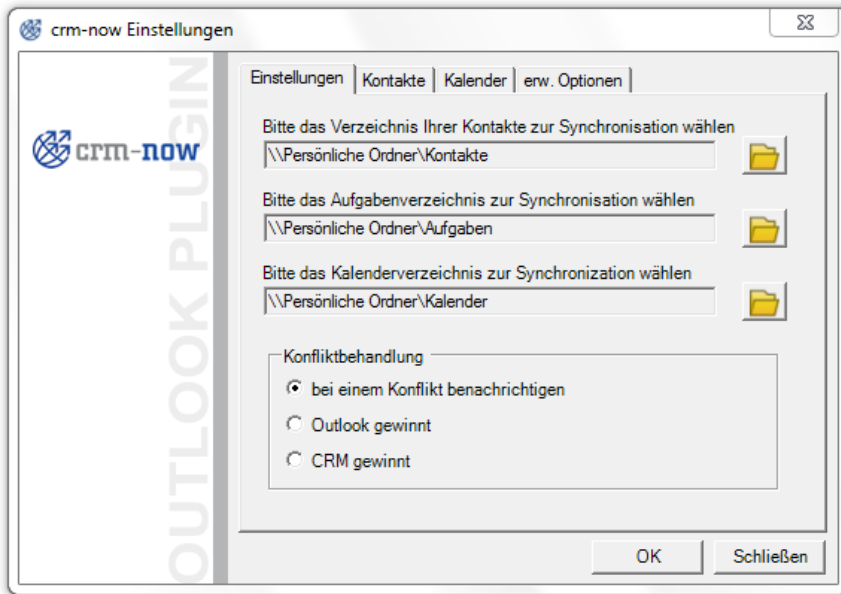 crm-now Einstellungen
OUTLOOK PLUGIN
crm-now
Einstellungen
Kontakte
Kalender
erw. Optionen
Bitte das Verzeichnis Ihrer Kontakte zur Synchronisation wählen
\\Persönliche Ordner\Kontakte
Bitte das Aufgabenverzeichnis zur Synchronisation wählen
\\Persönliche Ordner\Aufgaben
Bitte das Kalenderverzeichnis zur Synchronization wählen
\\Persönliche Ordner\Kalender
Konfliktbehandlung
bei einem Konflikt benachrichtigen
Outlook gewinnt
CRM gewinnt
OK
Schließen